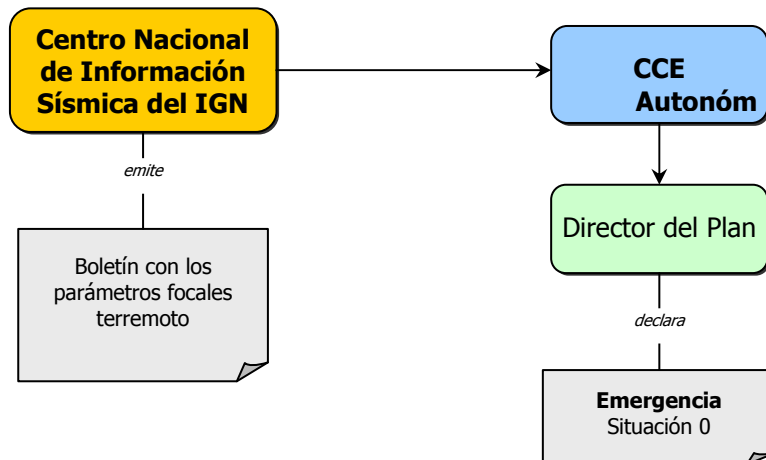 Centro Nacional
de Información
Sísmica del IGN
CCE
Autonóm
emite
Director del Plan
Boletín con los
parámetros focales
terremoto
declara
Emergencia
Situación 0